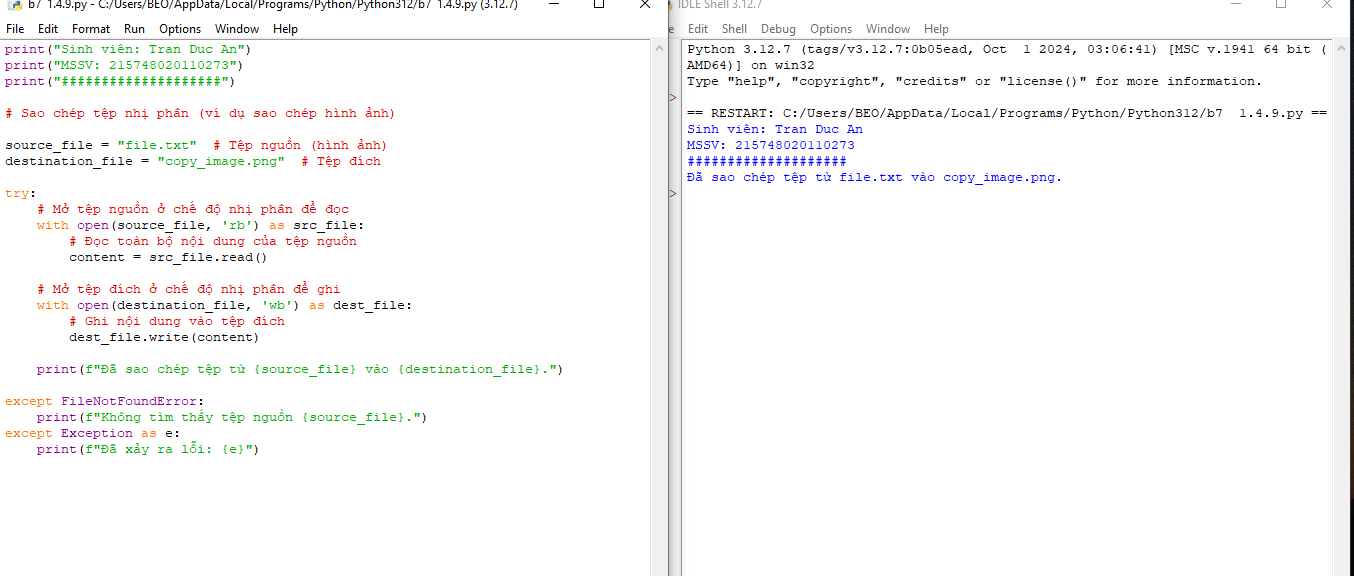 b7 1.4.9.py - C:/Users/BEO/AppData/Local/Programs/Python/Python312/b7 1.4.9.py (3.12.7)
File Edit Format Run Options Window Help
print("Sinh viên: Tran Duc An")
print("MSSV: 215748020110273")
print("####################")
# Sao chép tệp nhị phân (ví dụ sao chép hình ảnh)
source_file = "file.txt"  # Tệp nguồn (hình ảnh)
destination_file = "copy_image.png"  # Tệp đích
try:
    # Mở tệp nguồn ở chế độ nhị phân để đọc
    with open(source_file, 'rb') as src_file:
        # Đọc toàn bộ nội dung của tệp nguồn
        content = src_file.read()
    # Mở tệp đích ở chế độ nhị phân để ghi
    with open(destination_file, 'wb') as dest_file:
        # Ghi nội dung vào tệp đích
        dest_file.write(content)
    print(f"Đã sao chép tệp từ {source_file} vào {destination_file}.")
except FileNotFoundError:
    print(f"Không tìm thấy tệp nguồn {source_file}.")
except Exception as e:
    print(f"Đã xảy ra lỗi: {e}")
IDLE Shell 3.12.7
e Edit Shell Debug Options Window Help
Python 3.12.7 (tags/v3.12.7:0b05ead, Oct  1 2024, 03:06:41) [MSC v.1941 64 bit (
AMD64)] on win32
Type "help", "copyright", "credits" or "license()" for more information.
>
== RESTART: C:/Users/BEO/AppData/Local/Programs/Python/Python312/b7  1.4.9.py ==
Sinh viên: Tran Duc An
MSSV: 215748020110273
####################
Đã sao chép tệp từ file.txt vào copy_image.png.
>